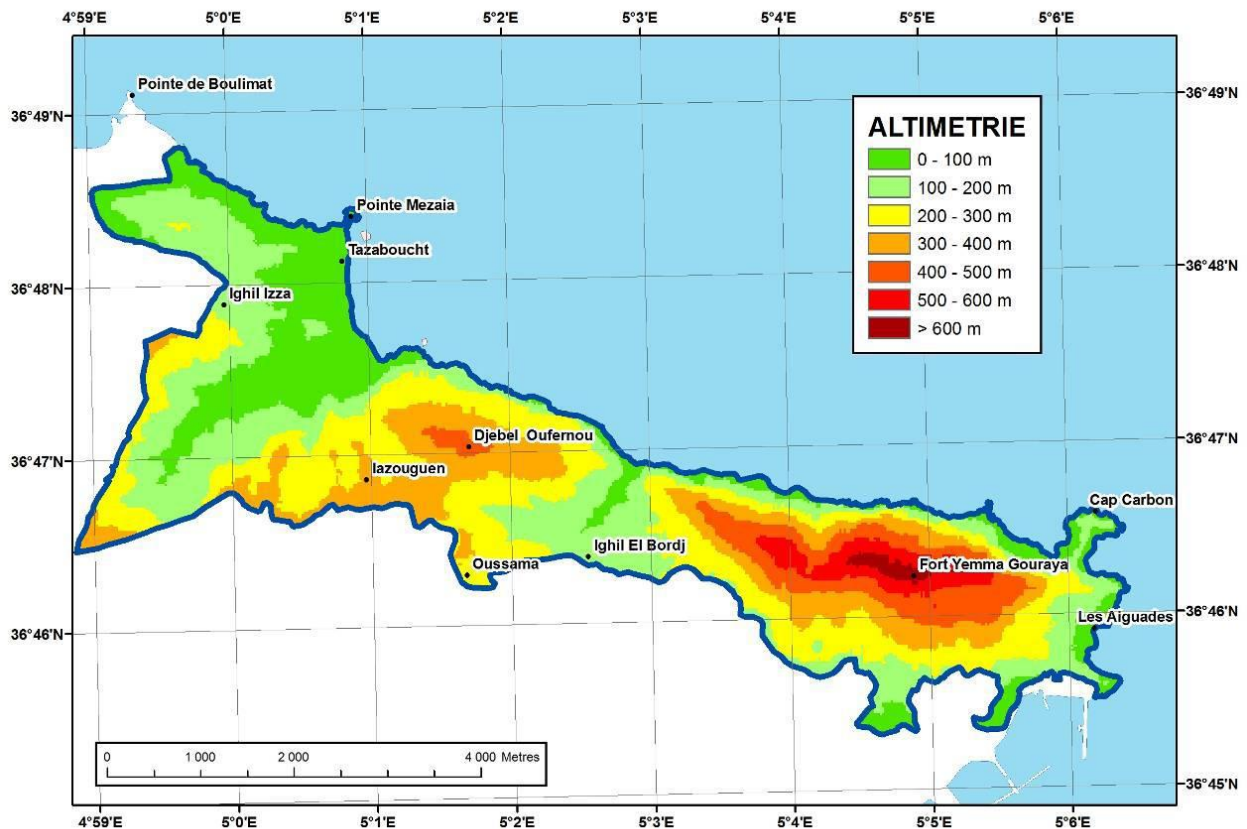 4°59'E 5°0'E 5°1'E 5°2'E 5°3'E 5°4'E 5°5'E 5°6'E
Pointe de Boulimat
36°49'N 36°49'N
ALTIMETRIE
0 - 100 m
100 - 200 m
200 - 300 m
300 - 400 m
400 - 500 m
500 - 600 m
> 600 m
Pointe Mezaia
Tazaboucht
36°48'N 36°48'N
Ighil Izza
Djebel Oufernou
36°47'N 36°47'N
Iazouguen
Cap Carbon
Ighil El Bordj
Oussama
Fort Yemma Gouraya
36°46'N 36°46'N
Les Aiguades
0 1 000 2 000 4 000 Metres
36°45'N
4°59'E 5°0'E 5°1'E 5°2'E 5°3'E 5°4'E 5°5'E 5°6'E